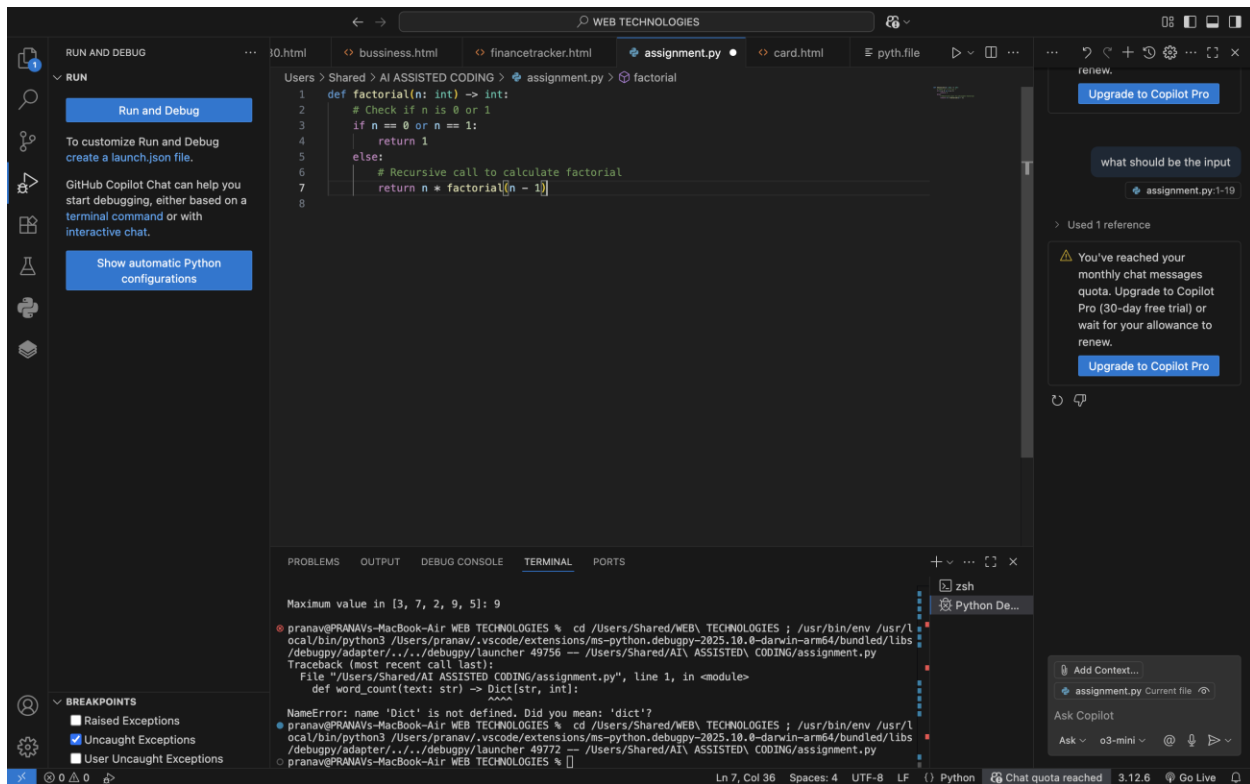 WEB TECHNOLOGIES
RUN AND DEBUG
RUN
Run and Debug
To customize Run and Debug
create a launch.json file.
GitHub Copilot Chat can help you
start debugging, either based on a
terminal command or with
interactive chat.
Show automatic Python
configurations
BREAKPOINTS
Raised Exceptions
Uncaught Exceptions
User Uncaught Exceptions
30.html
bussiness.html
financetracker.html
assignment.py
card.html
pyth.file
Users > Shared > AI ASSISTED CODING > assignment.py > factorial
1 def factorial(n: int) -> int:
2 # Check if n is 0 or 1
3 if n == 0 or n == 1:
4 return 1
5 else:
6 # Recursive call to calculate factorial
7 return n * factorial(n - 1)
8
PROBLEMS OUTPUT DEBUG CONSOLE TERMINAL PORTS
Maximum value in [3, 7, 2, 9, 5]: 9
pranav@PRANAVs-MacBook-Air WEB TECHNOLOGIES % cd /Users/Shared/WEB\ TECHNOLOGIES ; /usr/bin/env /usr/l
ocal/bin/python3 /Users/pranav/.vscode/extensions/ms-python.debugpy-2025.10.0-darwin-arm64/bundled/libs
/debugpy/adapter/../../debugpy/launcher 49756 -- /Users/Shared/AI\ ASSISTED\ CODING/assignment.py
Traceback (most recent call last):
File "/Users/Shared/AI ASSISTED CODING/assignment.py", line 1, in <module>
def word_count(text: str) -> Dict[str, int]:
^^^^
NameError: name 'Dict' is not defined. Did you mean: 'dict'?
pranav@PRANAVs-MacBook-Air WEB TECHNOLOGIES % cd /Users/Shared/WEB\ TECHNOLOGIES ; /usr/bin/env /usr/l
ocal/bin/python3 /Users/pranav/.vscode/extensions/ms-python.debugpy-2025.10.0-darwin-arm64/bundled/libs
/debugpy/adapter/../../debugpy/launcher 49772 -- /Users/Shared/AI\ ASSISTED\ CODING/assignment.py
pranav@PRANAVs-MacBook-Air WEB TECHNOLOGIES %
zsh
Python De...
renew.
Upgrade to Copilot Pro
what should be the input
assignment.py:1-19
> Used 1 reference
You've reached your
monthly chat messages
quota. Upgrade to Copilot
Pro (30-day free trial) or
wait for your allowance to
renew.
Upgrade to Copilot Pro
Add Context...
assignment.py Current file
Ask Copilot
Ask o3-mini @
0 0
Ln 7, Col 36 Spaces: 4 UTF-8 LF {} Python Chat quota reached 3.12.6 Go Live
1